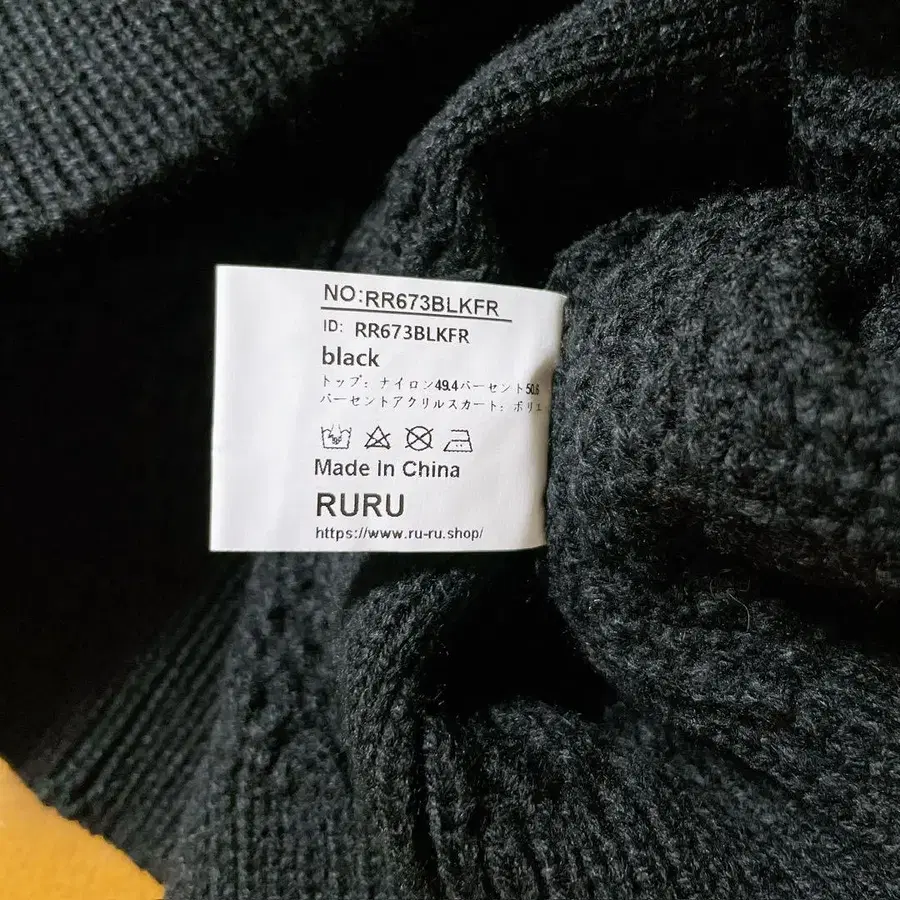 NO:RR673BLKFR
ID: RR673BLKFR
black
トップ: ナイロン49.4パーセント50.6
パーセントアクリルスカート: ポリエ
Made In China
RURU
https://www.ru-ru.shop/